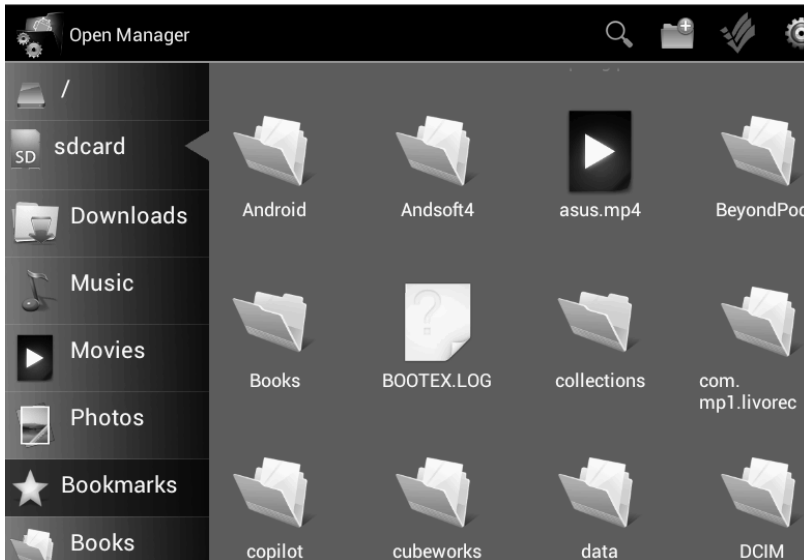 Open Manager
/
SD
sdcard
Downloads
Music
Movies
Photos
Bookmarks
Books
Android
Andsoft4
asus.mp4
BeyondPod
Books
BOOTEX.LOG
collections
com.
mp1.livorec
copilot
cubeworks
data
DCIM